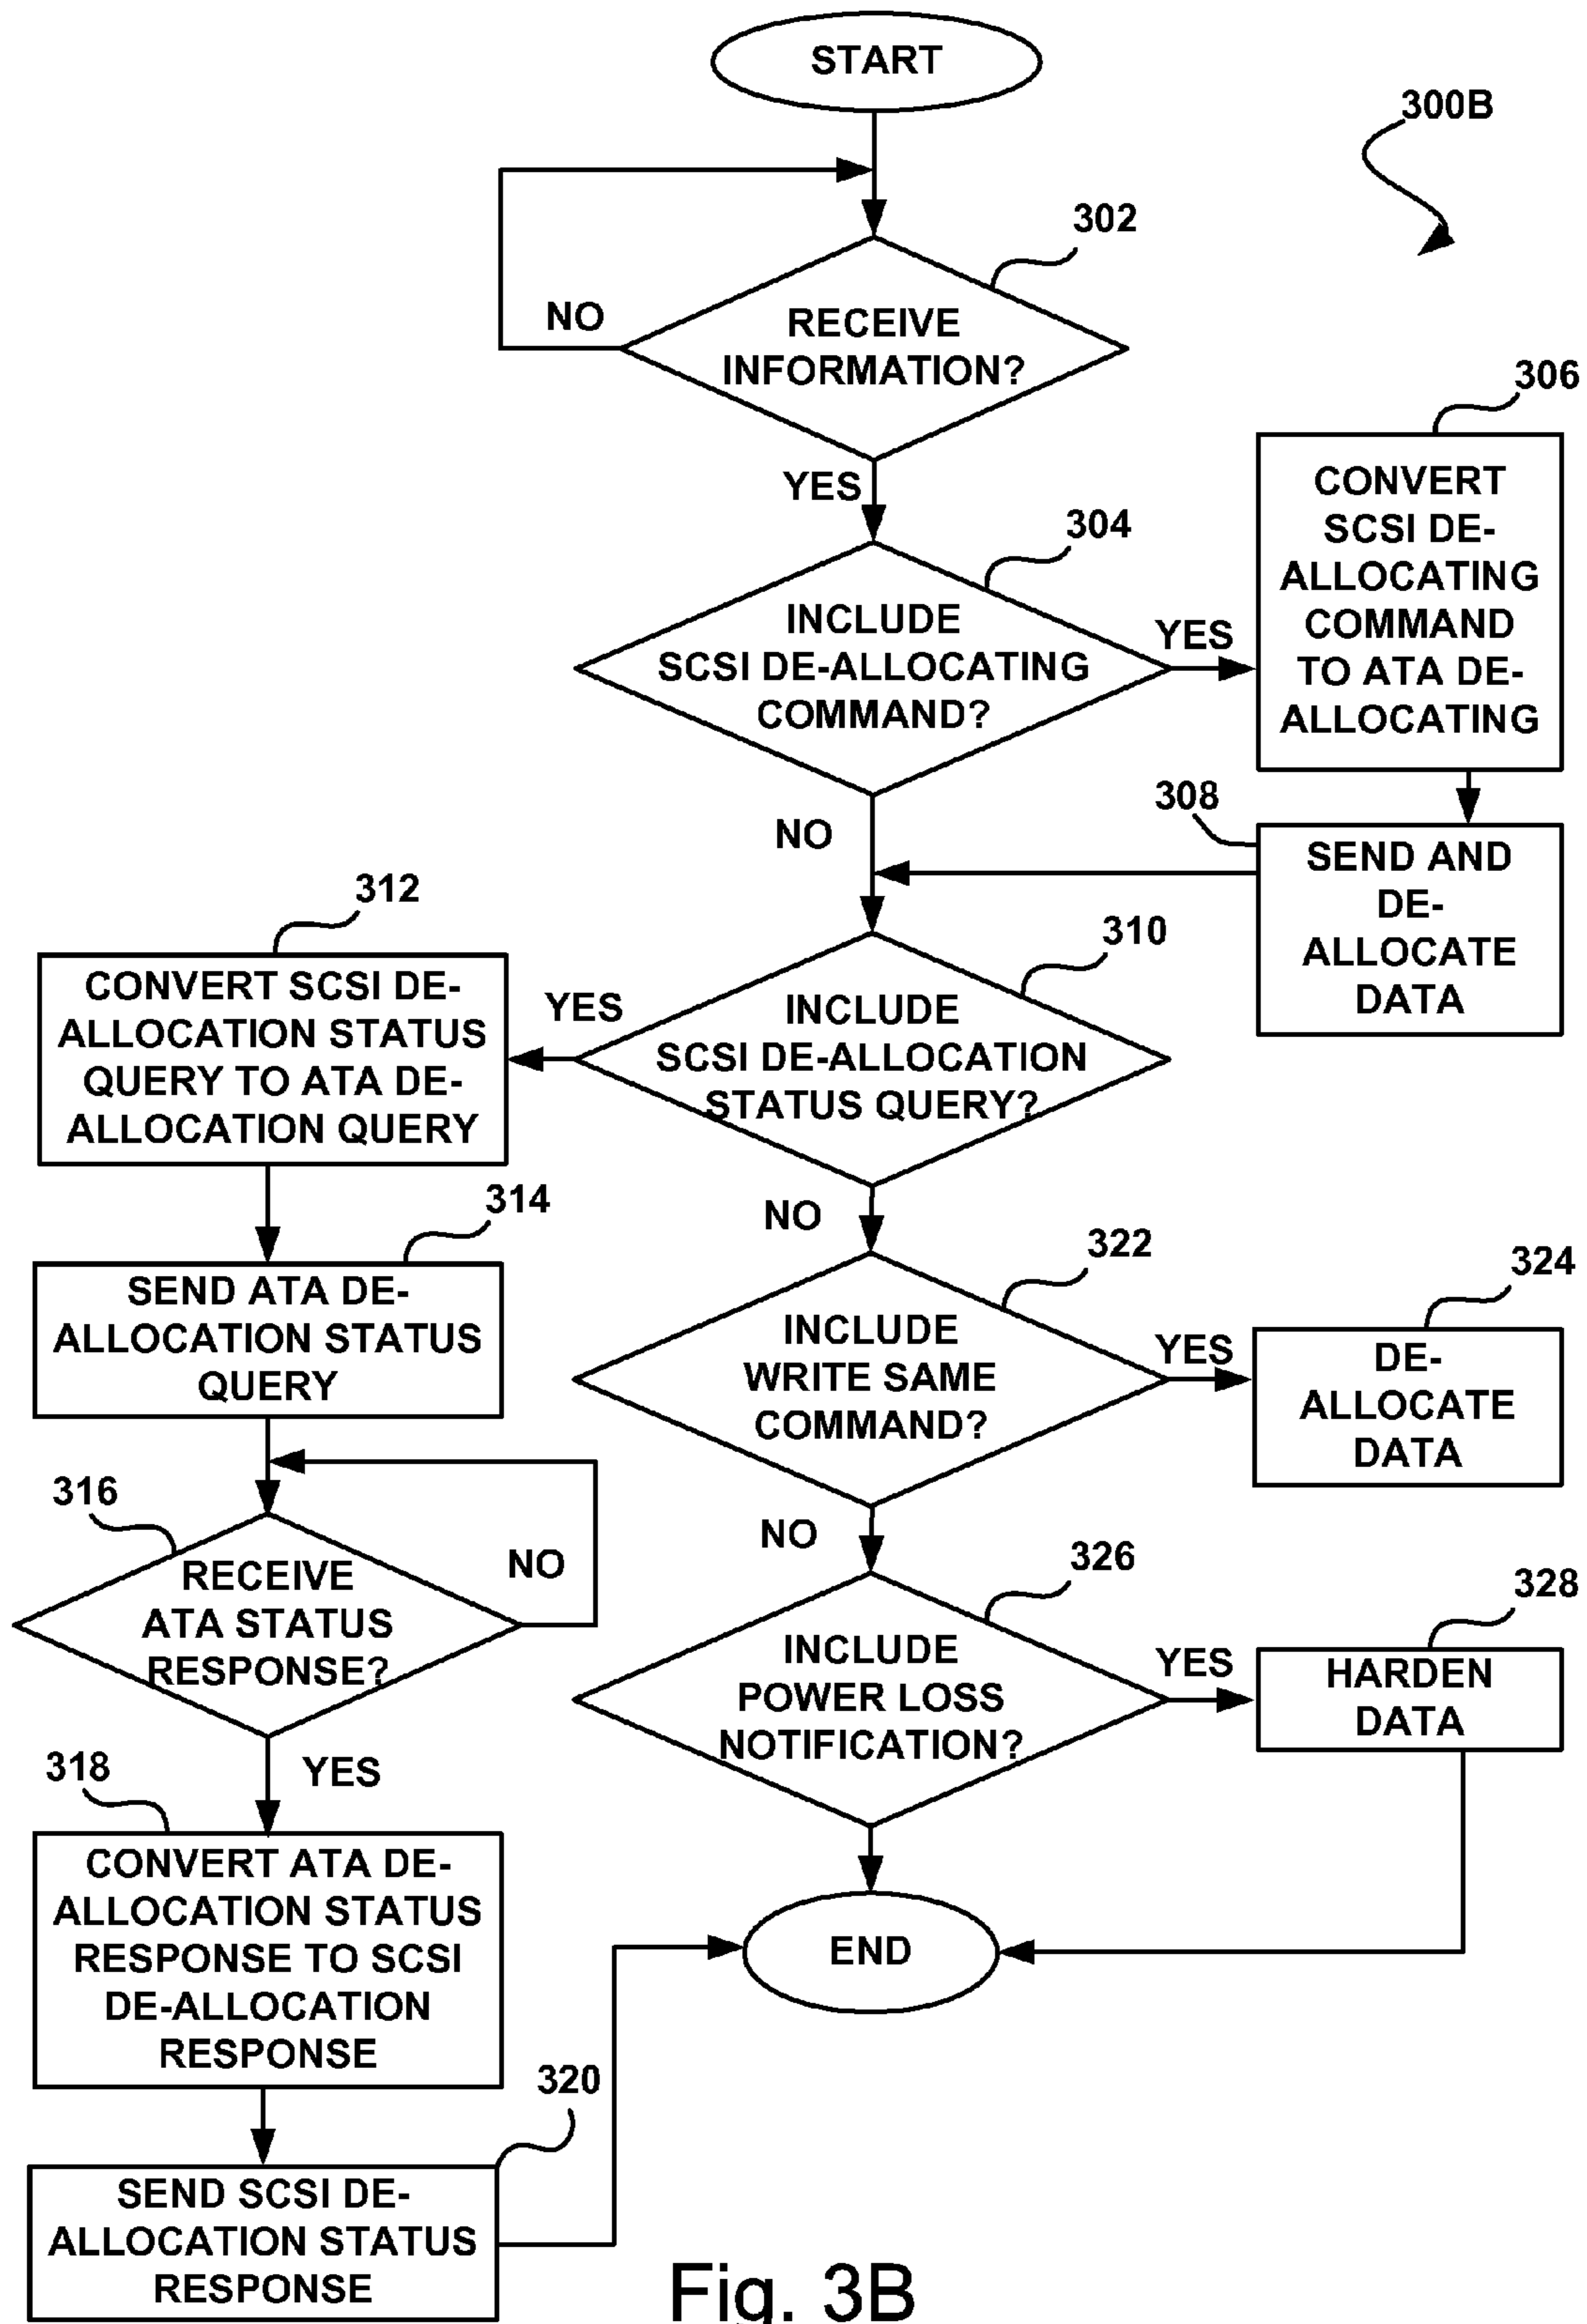 START
300B
302
NO
RECEIVE
INFORMATION?
306
YES
304
CONVERT
SCSI DE-
ALLOCATING
COMMAND
TO ATA DE-
ALLOCATING
INCLUDE
SCSI DE-ALLOCATING
COMMAND?
YES
308
NO
SEND AND
DE-
ALLOCATE
DATA
312
310
CONVERT SCSI DE-
ALLOCATION STATUS
QUERY TO ATA DE-
ALLOCATION QUERY
YES
INCLUDE
SCSI DE-ALLOCATION
STATUS QUERY?
314
NO
322
324
SEND ATA DE-
ALLOCATION STATUS
QUERY
INCLUDE
WRITE SAME
COMMAND?
YES
DE-
ALLOCATE
DATA
316
NO
326
328
RECEIVE
ATA STATUS
RESPONSE?
NO
INCLUDE
POWER LOSS
NOTIFICATION?
YES
HARDEN
DATA
318
YES
CONVERT ATA DE-
ALLOCATION STATUS
RESPONSE TO SCSI
DE-ALLOCATION
RESPONSE
END
320
SEND SCSI DE-
ALLOCATION STATUS
RESPONSE
Fig. 3B